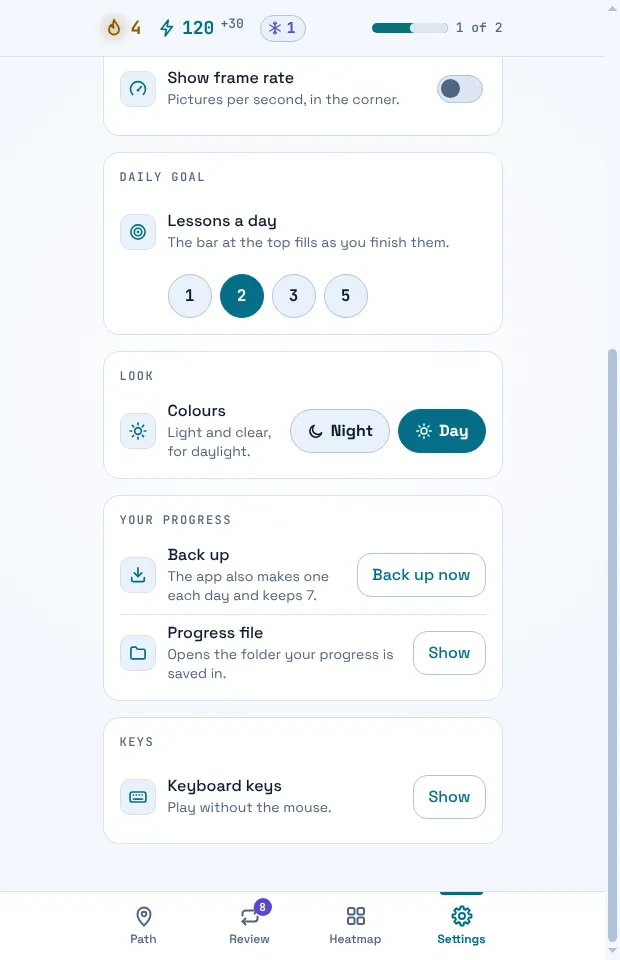 4 120 +30 1 1 of 2
Show frame rate
Pictures per second, in the corner.
DAILY GOAL
Lessons a day
The bar at the top fills as you finish them.
1 2 3 5
LOOK
Colours
Light and clear,
for daylight.
Night Day
YOUR PROGRESS
Back up
The app also makes one
each day and keeps 7.
Back up now
Progress file
Opens the folder your progress is
saved in.
Show
KEYS
Keyboard keys
Play without the mouse.
Show
8
Path Review Heatmap Settings